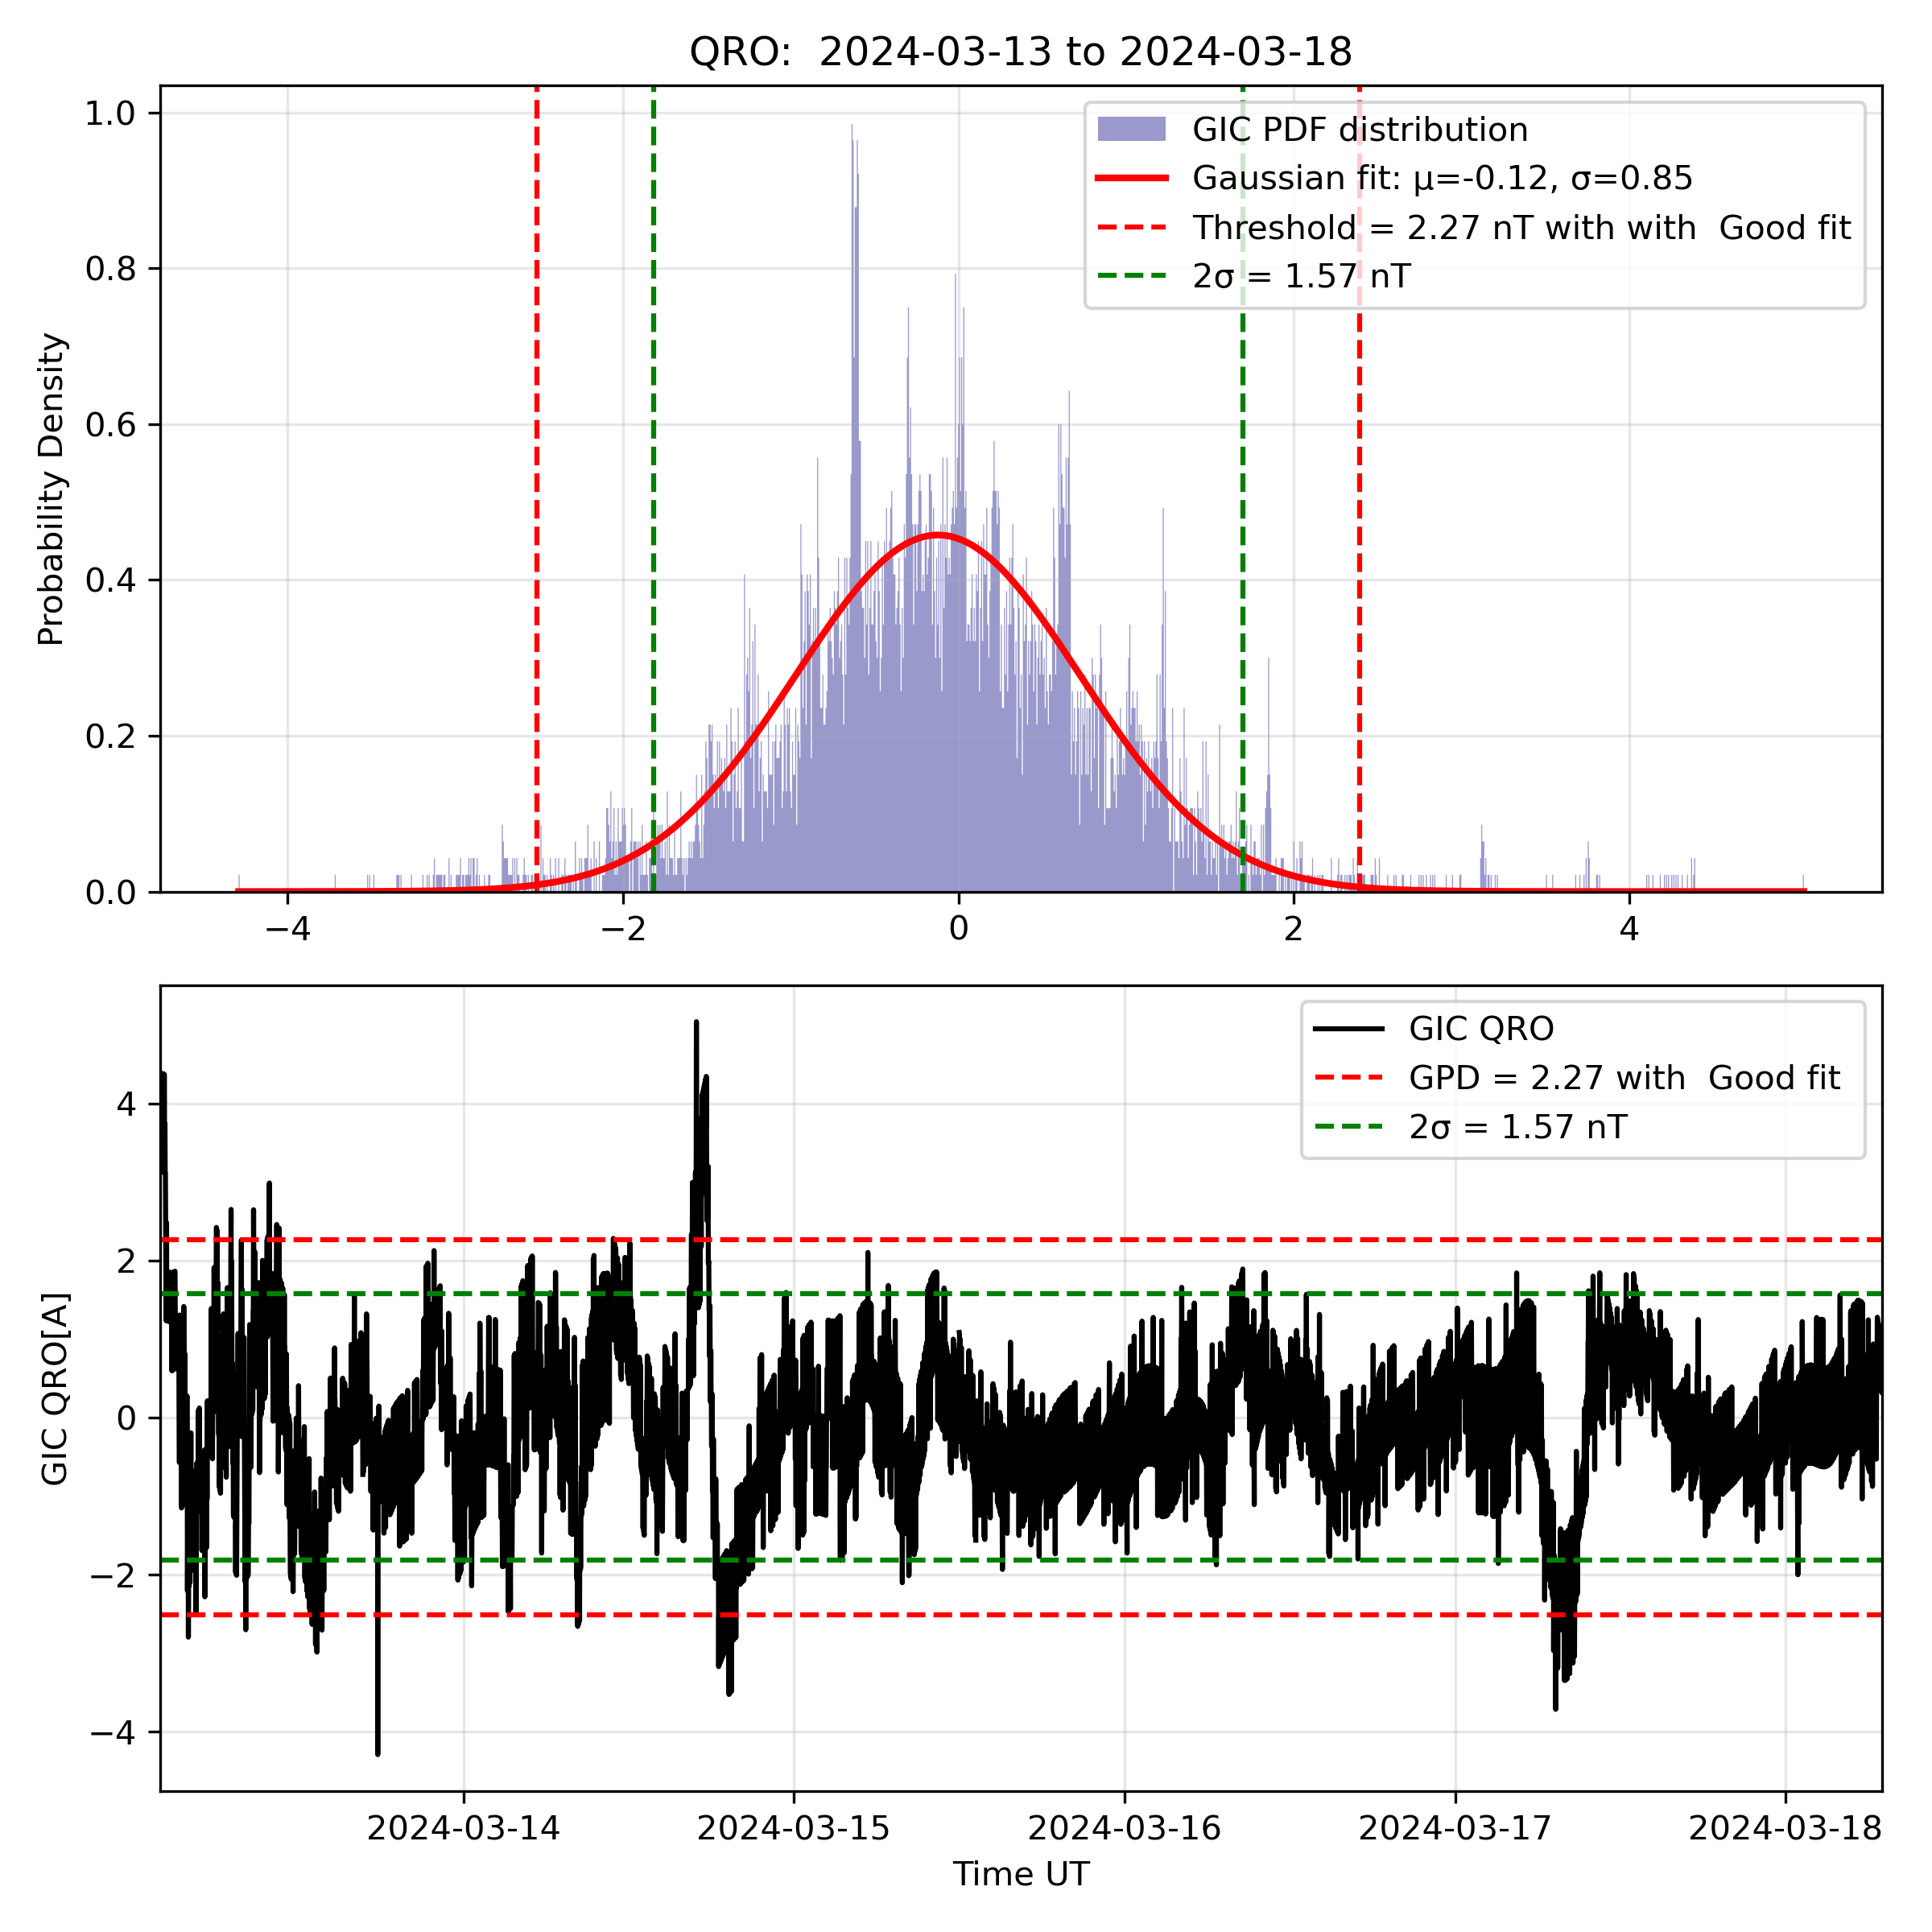 QRO:  2024-03-13 to 2024-03-18
1.0
0.8
0.6
0.4
0.2
0.0
Probability Density
GIC PDF distribution
Gaussian fit: μ=-0.12, σ=0.85
Threshold = 2.27 nT with with  Good fit
2σ = 1.57 nT
−4
−2
0
2
4
4
2
0
−2
−4
GIC QRO[A]
GIC QRO
GPD = 2.27 with  Good fit
2σ = 1.57 nT
2024-03-14
2024-03-15
2024-03-16
2024-03-17
2024-03-18
Time UT